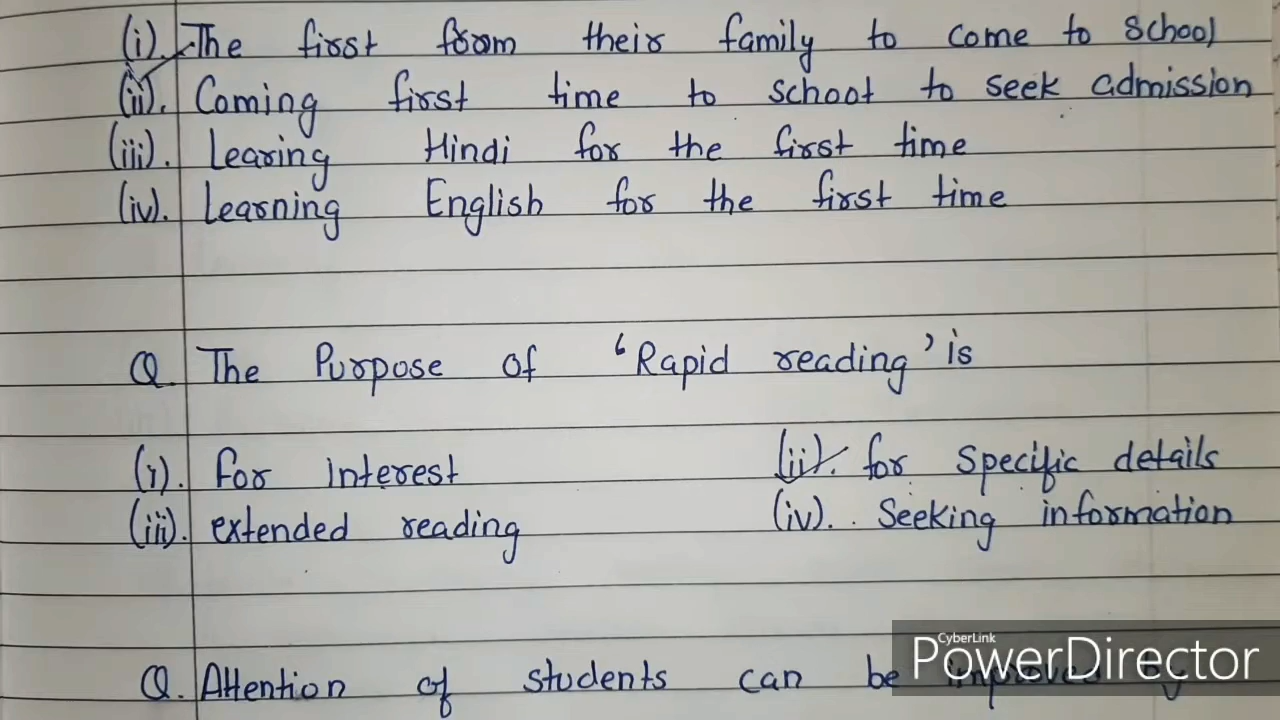 (i). The first from their family to come to school
(ii). Coming first time to school to seek admission
(iii). Learing Hindi for the first time
(iv). Learning English for the first time
Q. The Purpose of 'Rapid reading' is
(i). for interest (ii). for specific details
(iii). extended reading (iv). Seeking information
CyberLink
PowerDirector
Q. Attention of students can be improved by